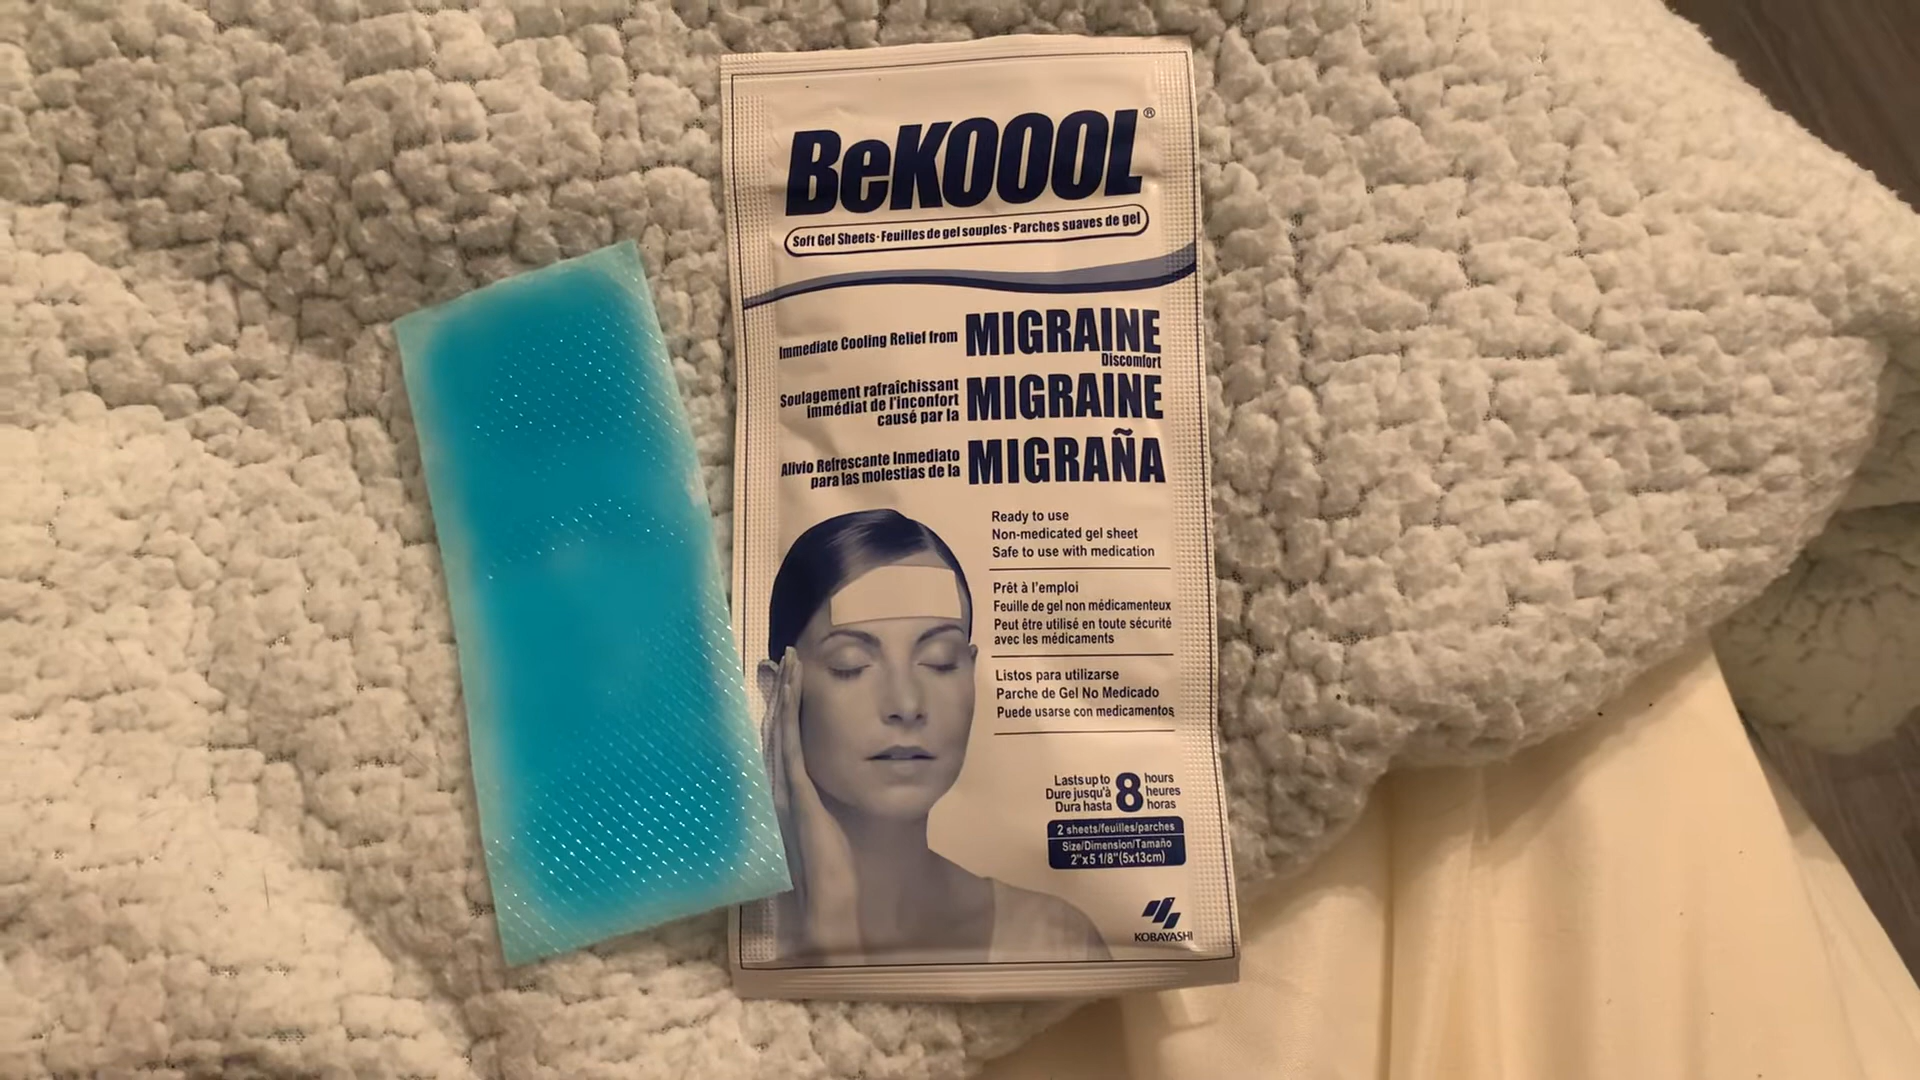 BeKOOOL®
Soft Gel Sheets·Feuilles de gel souples·Parches suaves de gel
Immediate Cooling Relief from MIGRAINE
Discomfort
Soulagement rafraîchissant
immédiat de l'inconfort
causé par la MIGRAINE
Alivio Refrescante Inmediato
para las molestias de la MIGRAÑA
Ready to use
Non-medicated gel sheet
Safe to use with medication
Prêt à l'emploi
Feuille de gel non médicamenteux
Peut être utilisé en toute sécurité
avec les médicaments
Listos para utilizarse
Parche de Gel No Medicado
Puede usarse con medicamentos
Lasts up to 8 hours
Dure jusqu'à heures
Dura hasta horas
2 sheets/feuilles/parches
Size/Dimension/Tamaño
2"x5 1/8"(5x13cm)
KOBAYASHI